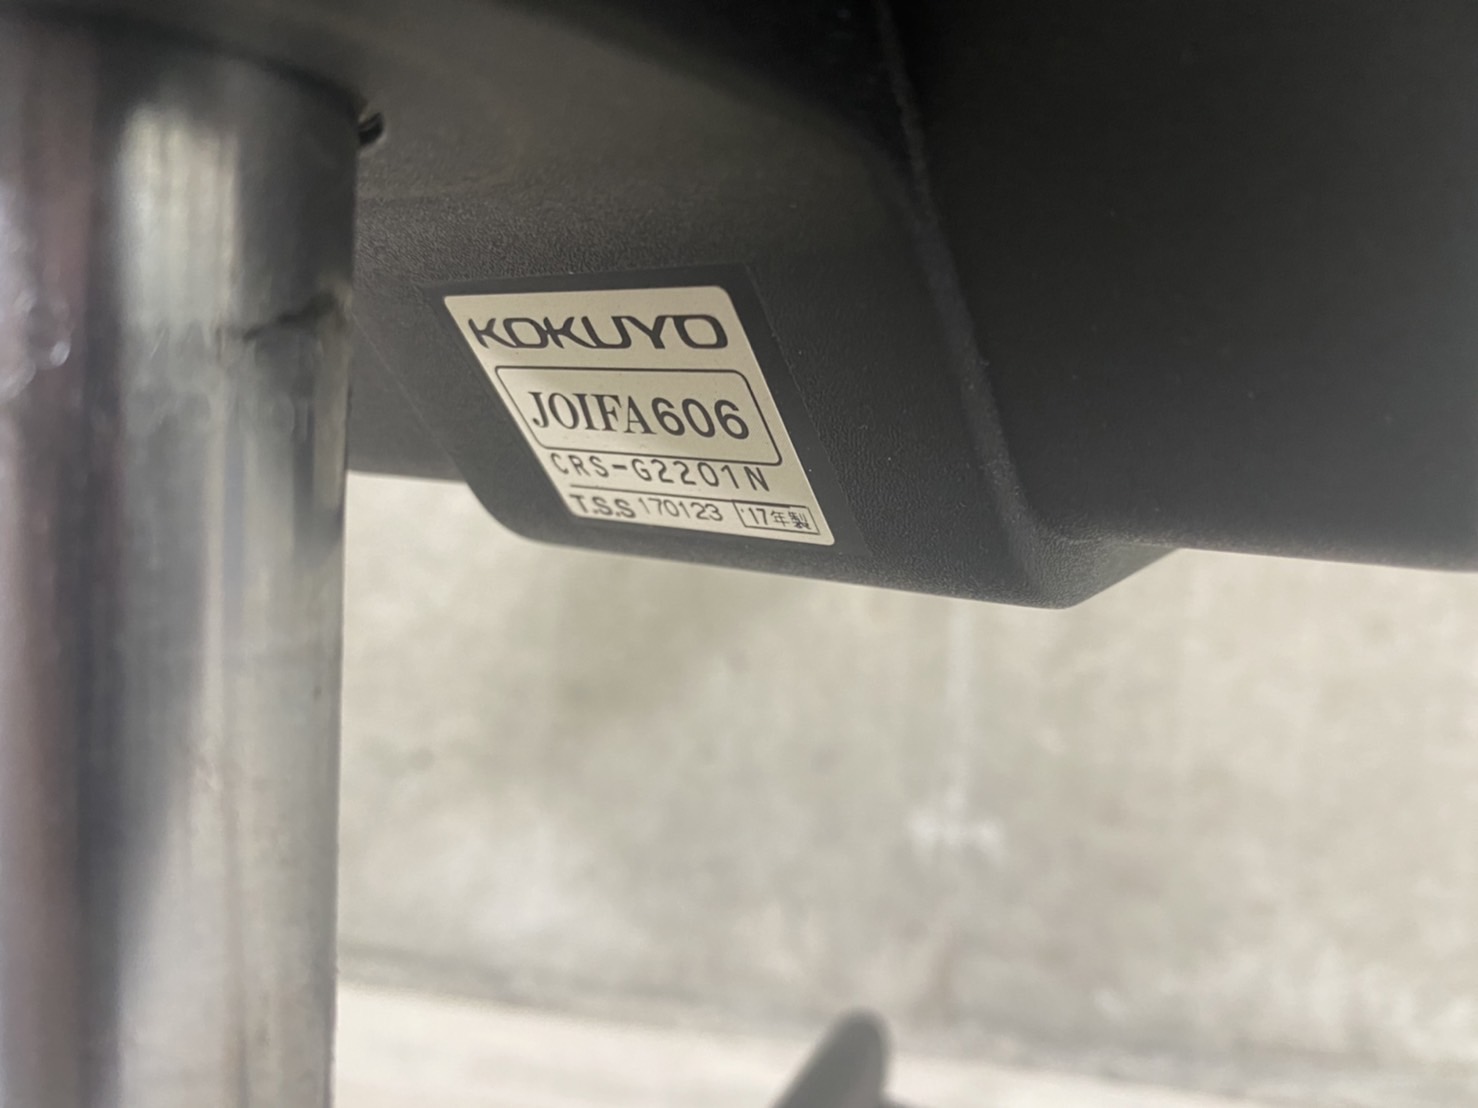 KOKUYO
JOIFA606
CRS-G2201N
T.S.S 170123 '17年製